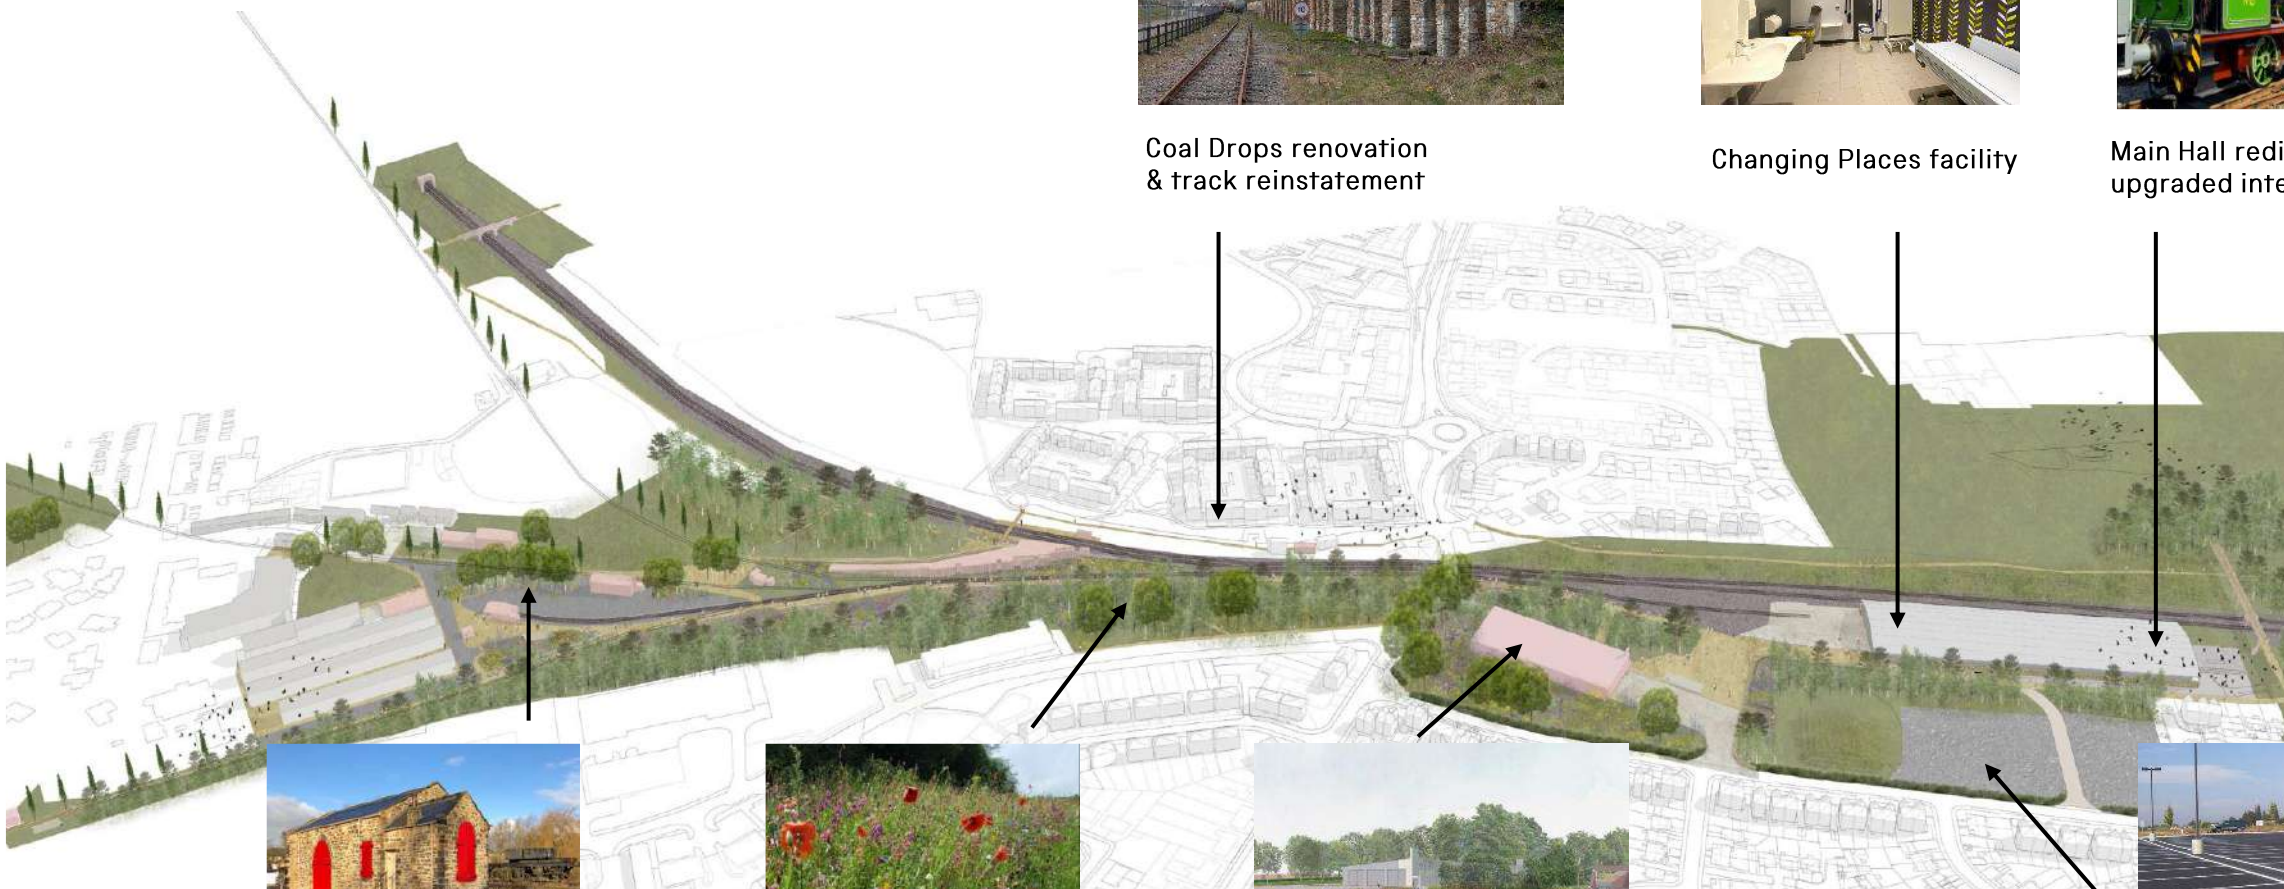 Coal Drops renovation
& track reinstatement
Changing Places facility
Main Hall redi
upgraded inte